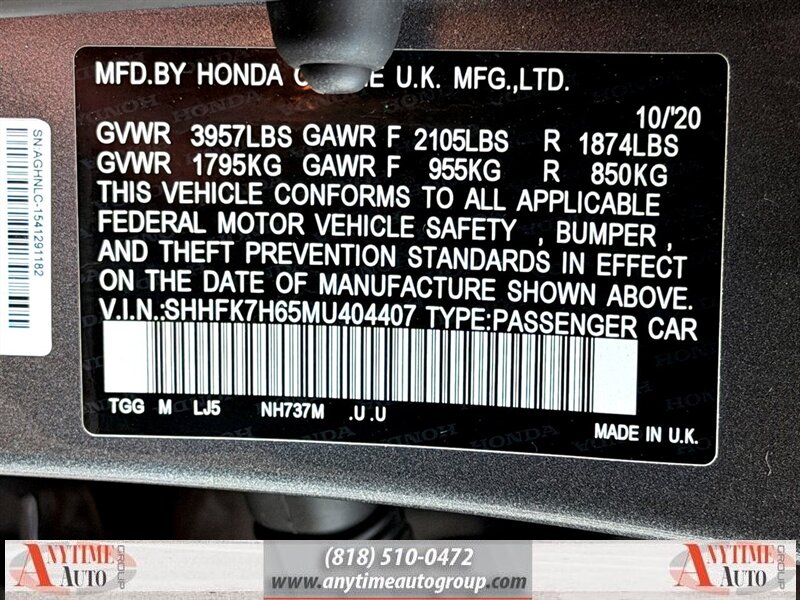 MFD.BY HONDA O THE U.K. MFG.,LTD.
10/'20
GVWR 3957LBS GAWR F 2105LBS R 1874LBS
GVWR 1795KG GAWR F 955KG R 850KG
THIS VEHICLE CONFORMS TO ALL APPLICABLE
FEDERAL MOTOR VEHICLE SAFETY , BUMPER ,
AND THEFT PREVENTION STANDARDS IN EFFECT
ON THE DATE OF MANUFACTURE SHOWN ABOVE.
V.I.N.:SHHFK7H65MU404407 TYPE:PASSENGER CAR
TGG M LJ5 NH737M .U .U
MADE IN U.K.
SN AGHNLC-1541291182
ANYTIME AUTO GROUP
(818) 510-0472
www.anytimeautogroup.com
ANYTIME AUTO GROUP